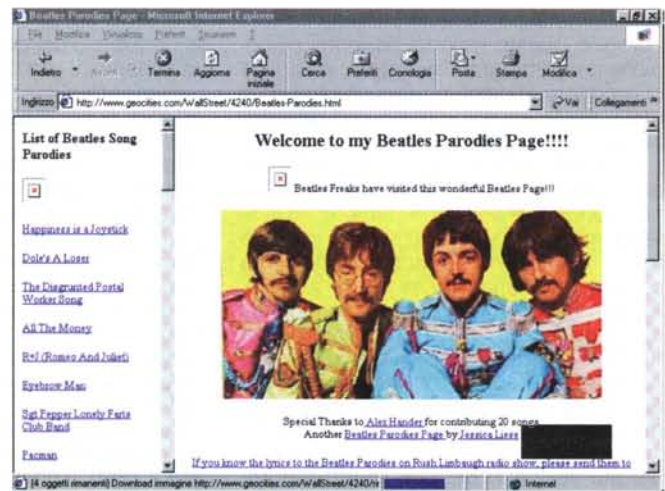 Beatles Parodies Page - Microsoft Internet Explorer
File Modifica Visualizza Preferiti Strumenti ?
Indietro Avanti Termina Aggiorna Pagina iniziale Cerca Preferiti Cronologia Posta Stampa Modifica
Indirizzo http://www.geocities.com/WallStreet/4240/Beatles-Parodies.html Vai Collegamenti »
List of Beatles Song
Parodies
Happiness is a Joystick
Dole's A Loser
The Disgrunted Postal
Worker Song
All The Money
R+J (Romeo And Juliet)
Eyebrow Man
Sgt Pepper Lonely Farts
Club Band
Pacman
Welcome to my Beatles Parodies Page!!!!
Beatles Freaks have visited this wonderful Beatles Page!!!
Special Thanks to Alex Hander for contributing 20 songs
Another Beatles Parodies Page by Jessica Liese
If you know the lyrics to the Beatles Parodies on Rush Limbaugh radio show, please send them to
(4 oggetti rimanenti) Download immagine http://www.geocities.com/WallStreet/4240/ Internet